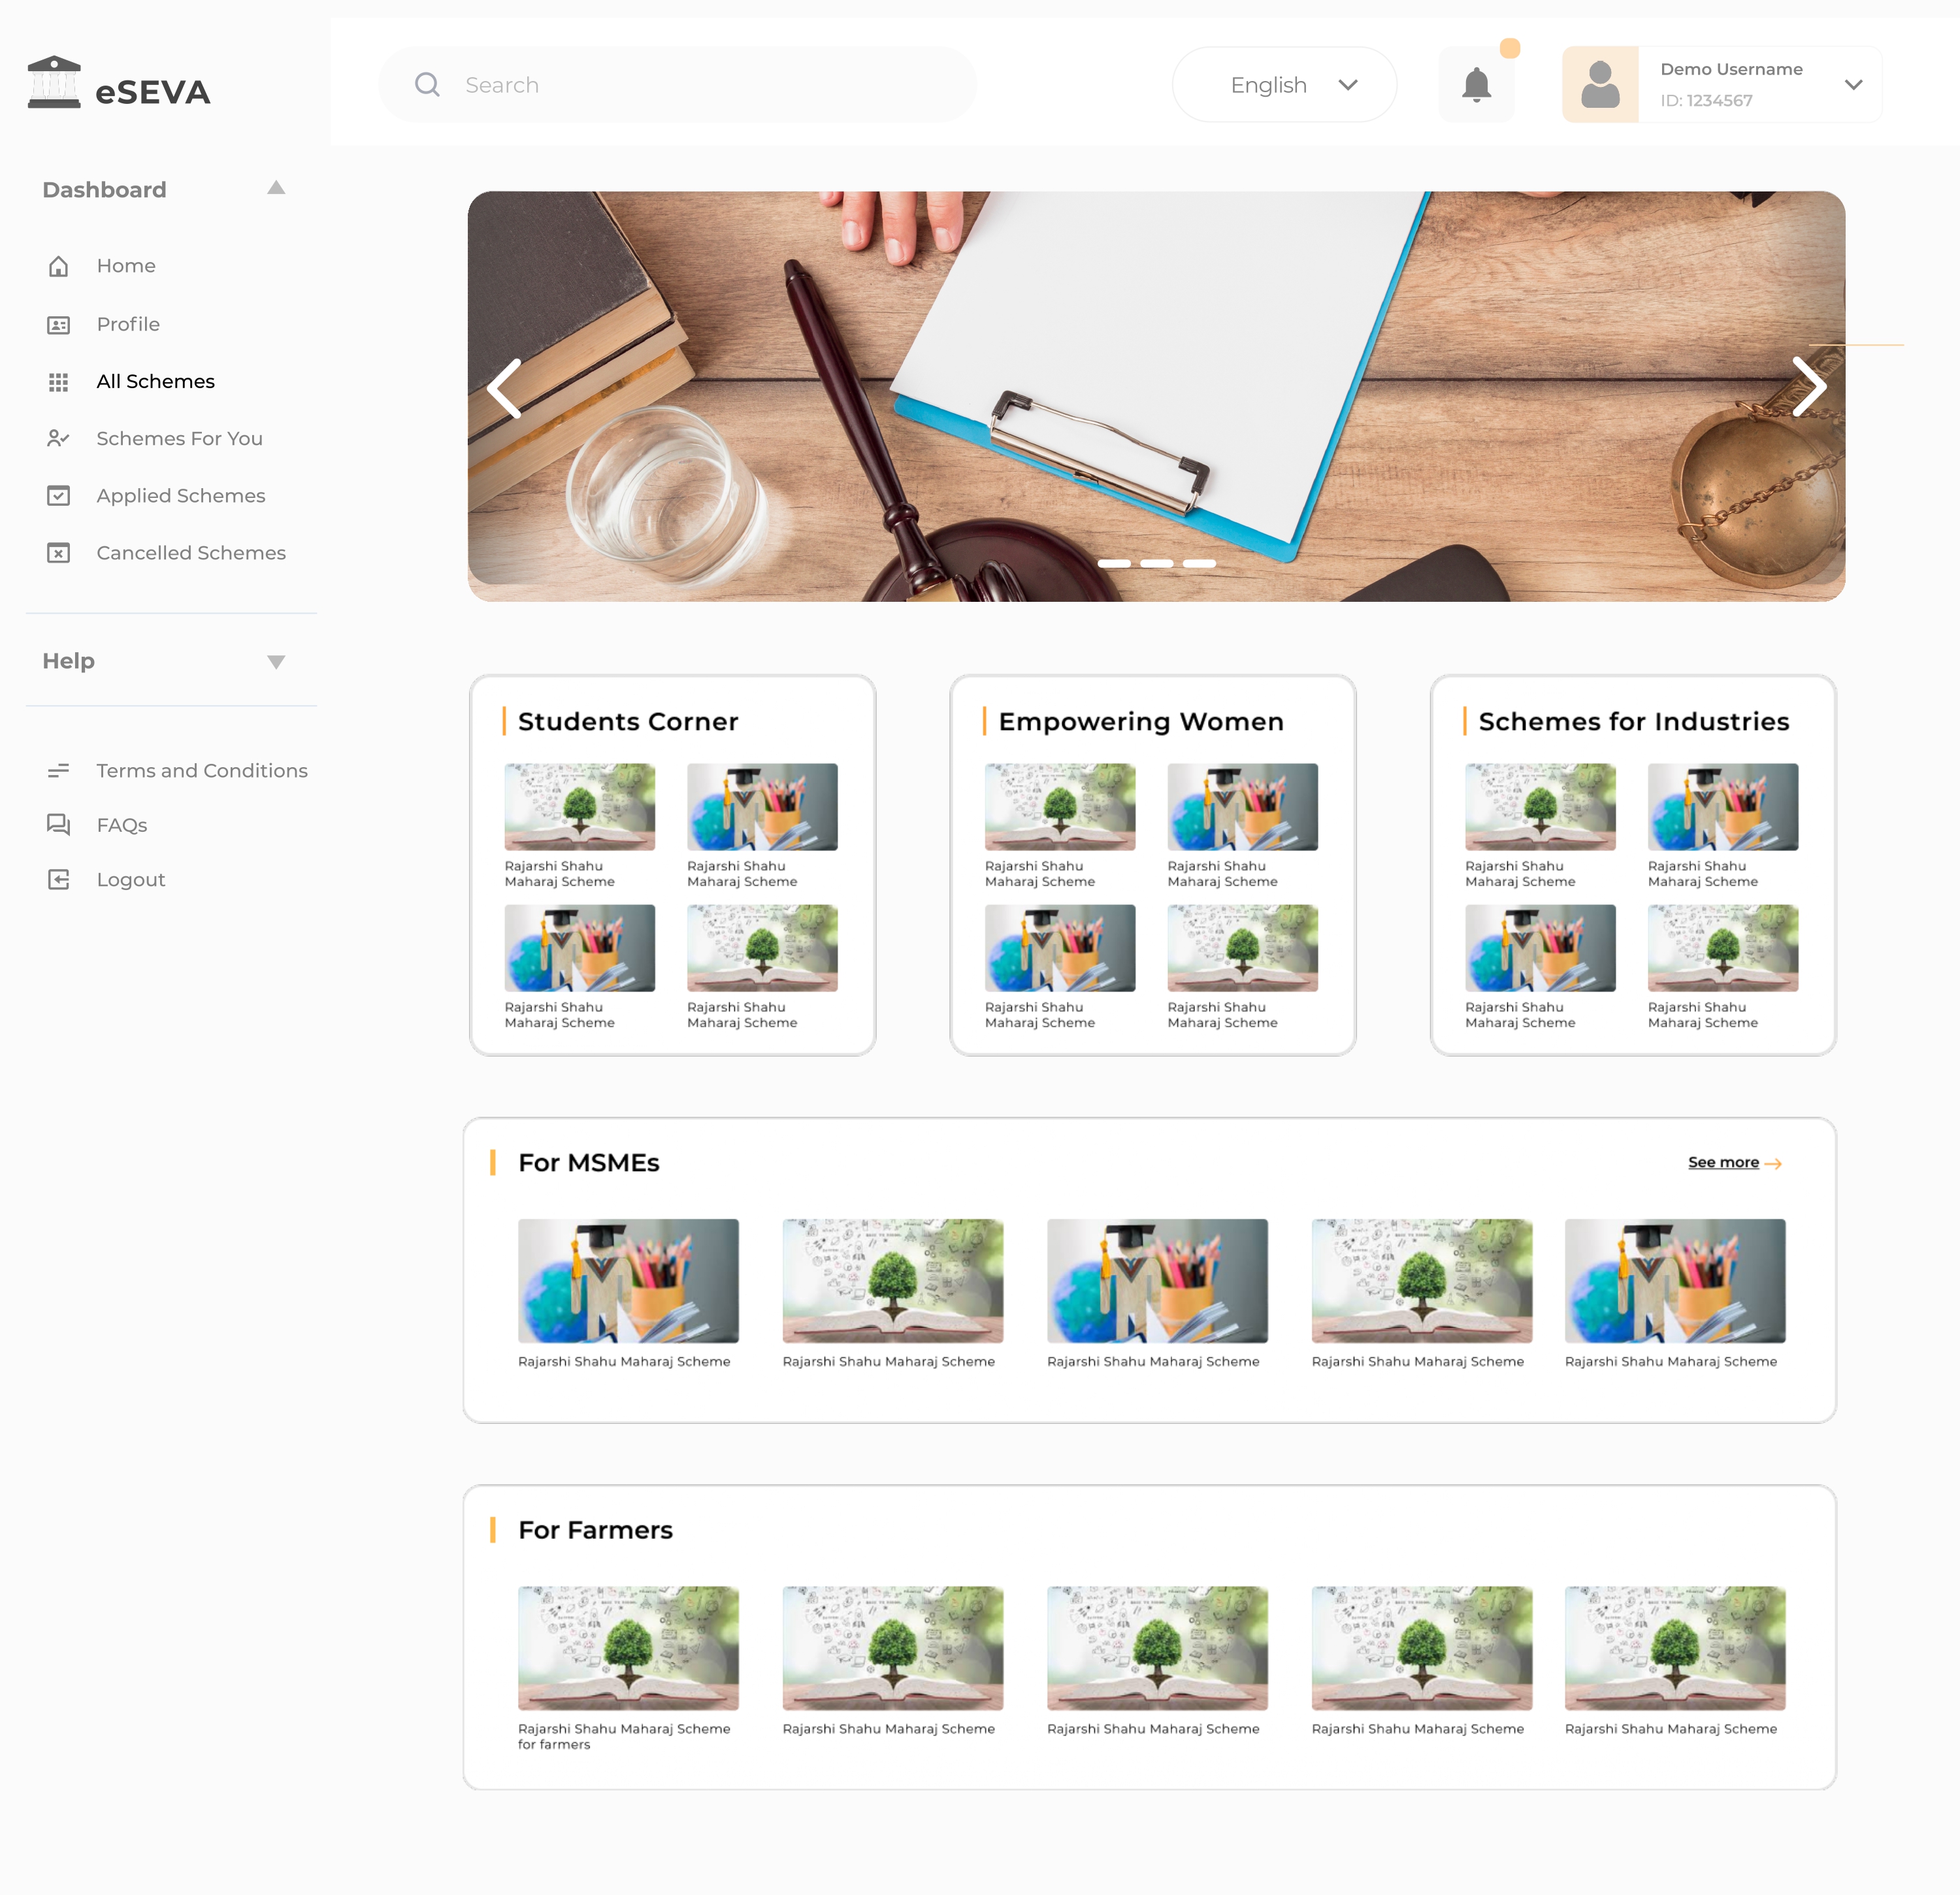 eSEVA
Search
English
Demo Username
ID: 1234567
Dashboard
Home
Profile
All Schemes
Schemes For You
Applied Schemes
Cancelled Schemes
Help
Terms and Conditions
FAQs
Logout
Students Corner
Rajarshi Shahu
Maharaj Scheme
Rajarshi Shahu
Maharaj Scheme
Rajarshi Shahu
Maharaj Scheme
Rajarshi Shahu
Maharaj Scheme
Empowering Women
Rajarshi Shahu
Maharaj Scheme
Rajarshi Shahu
Maharaj Scheme
Rajarshi Shahu
Maharaj Scheme
Rajarshi Shahu
Maharaj Scheme
Schemes for Industries
Rajarshi Shahu
Maharaj Scheme
Rajarshi Shahu
Maharaj Scheme
Rajarshi Shahu
Maharaj Scheme
Rajarshi Shahu
Maharaj Scheme
For MSMEs
See more
Rajarshi Shahu Maharaj Scheme
Rajarshi Shahu Maharaj Scheme
Rajarshi Shahu Maharaj Scheme
Rajarshi Shahu Maharaj Scheme
Rajarshi Shahu Maharaj Scheme
For Farmers
Rajarshi Shahu Maharaj Scheme
for farmers
Rajarshi Shahu Maharaj Scheme
Rajarshi Shahu Maharaj Scheme
Rajarshi Shahu Maharaj Scheme
Rajarshi Shahu Maharaj Scheme